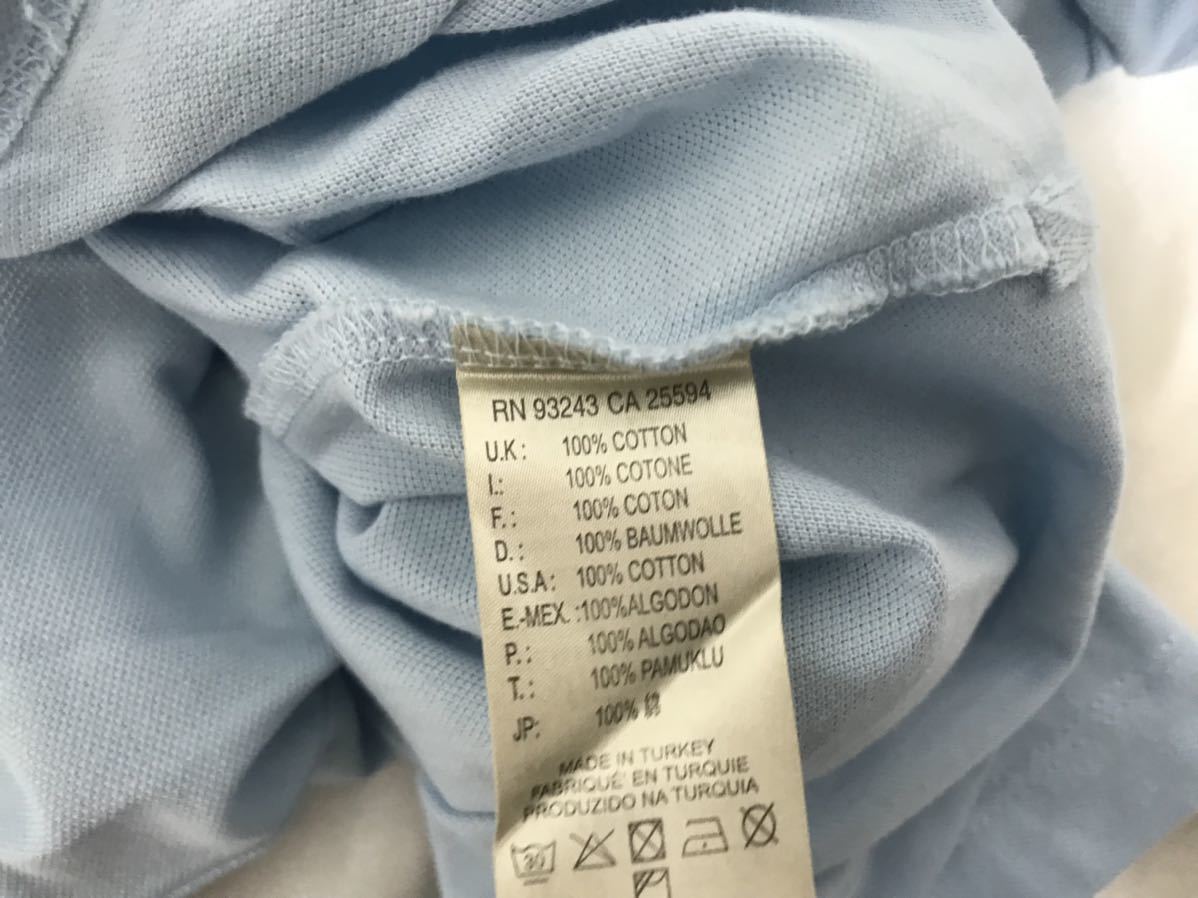 RN 93243 CA 25594
U.K: 100% COTTON
I.: 100% COTONE
F.: 100% COTON
D.: 100% BAUMWOLLE
U.S.A: 100% COTTON
E.-MEX. :100%ALGODON
P.: 100% ALGODAO
T.: 100% PAMUKLU
JP: 100% 綿
MADE IN TURKEY
FABRIQUE' EN TURQUIE
PRODUZIDO NA TURQUIA
30